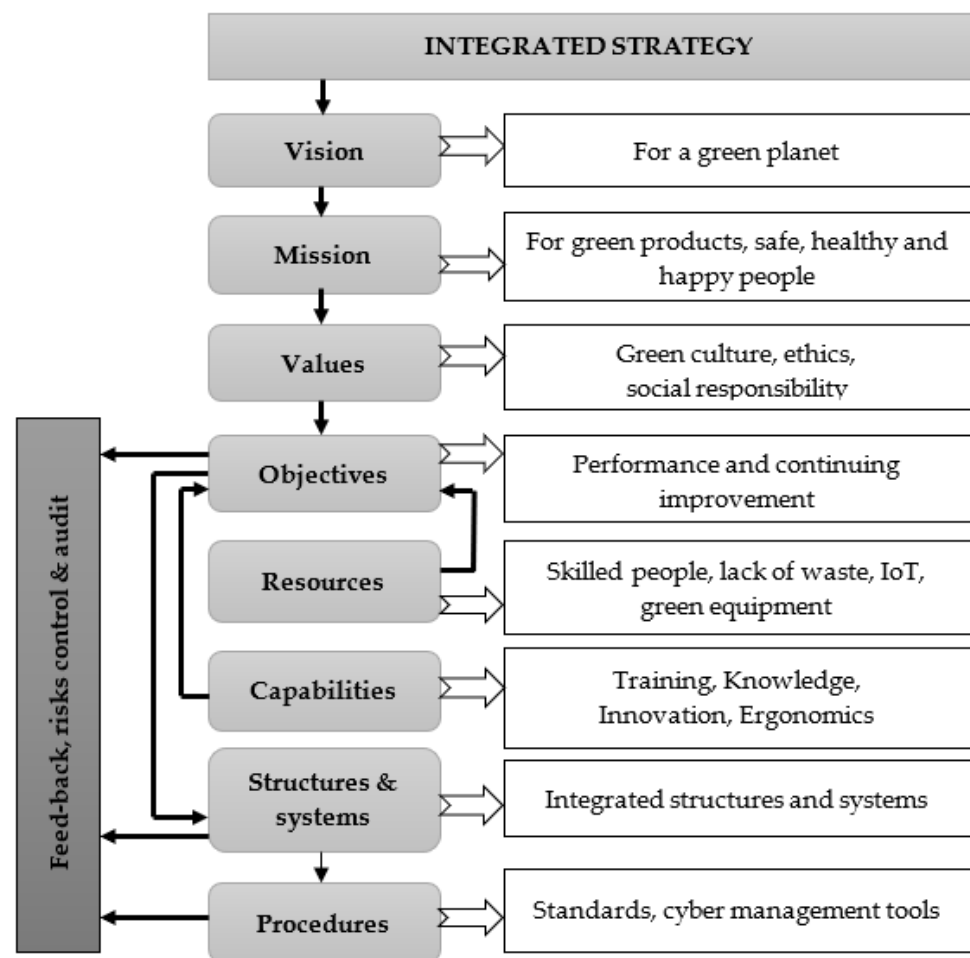 INTEGRATED STRATEGY
Vision
For a green planet
Mission
For green products, safe, healthy and
happy people
Values
Green culture, ethics,
social responsibility
Objectives
Performance and continuing
improvement
Resources
Skilled people, lack of waste, IoT,
green equipment
Capabilities
Training, Knowledge,
Innovation, Ergonomics
Structures &
systems
Integrated structures and systems
Procedures
Standards, cyber management tools
Feed-back, risks control & audit